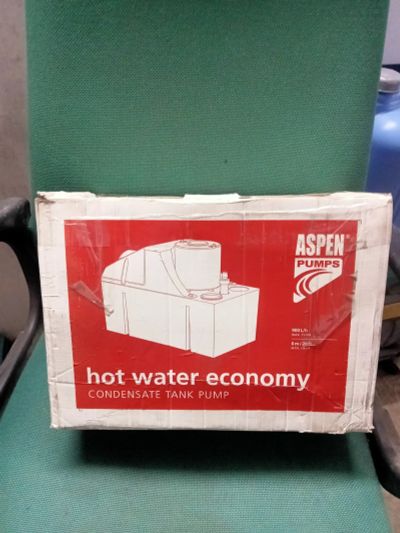 ASPEN
PUMPS
hot water economy
CONDENSATE TANK PUMP